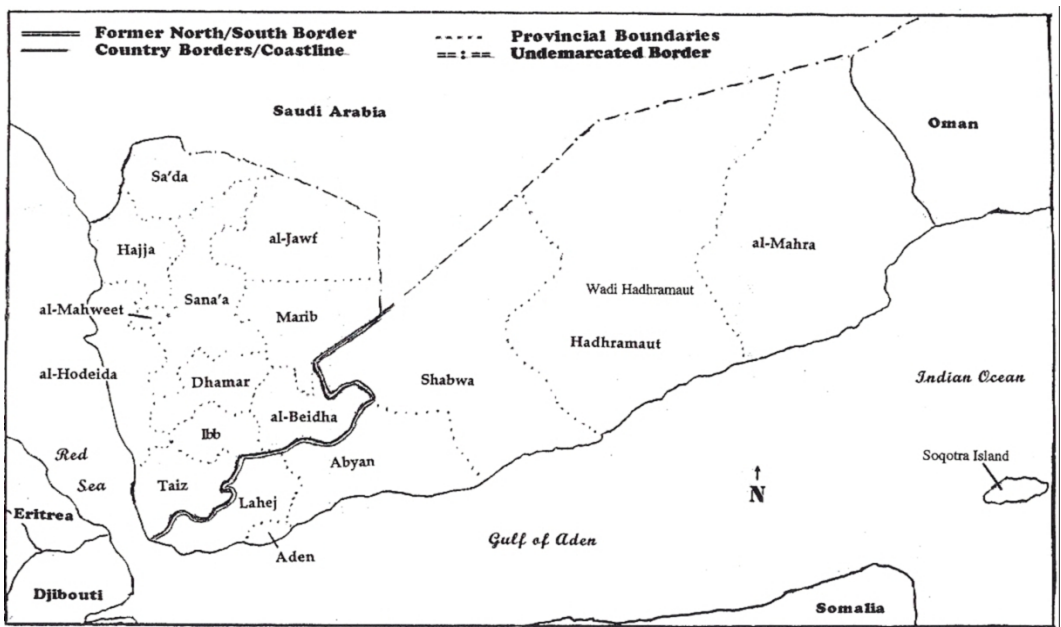 Former North/South Border
Country Borders/Coastline
Provincial Boundaries
Undemarcated Border
Saudi Arabia
Oman
Sa'da
Hajja
al-Jawf
al-Mahra
Sana'a
Wadi Hadhramaut
al-Mahweet
Marib
Hadhramaut
al-Hodeida
Dhamar
Shabwa
Indian Ocean
al-Beidha
Ibb
Red
Sea
Abyan
Soqotra Island
Taiz
Lahej
N
Eritrea
Gulf of Aden
Aden
Djibouti
Somalia